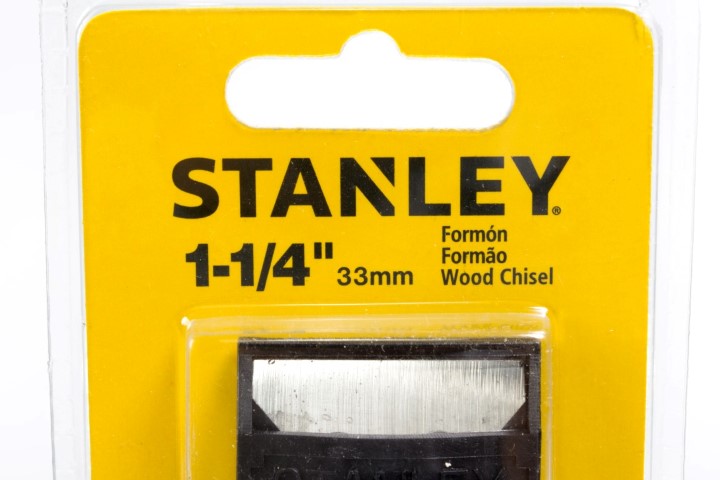 STANLEY®
1-1/4" 33mm
Formón
Formão
Wood Chisel